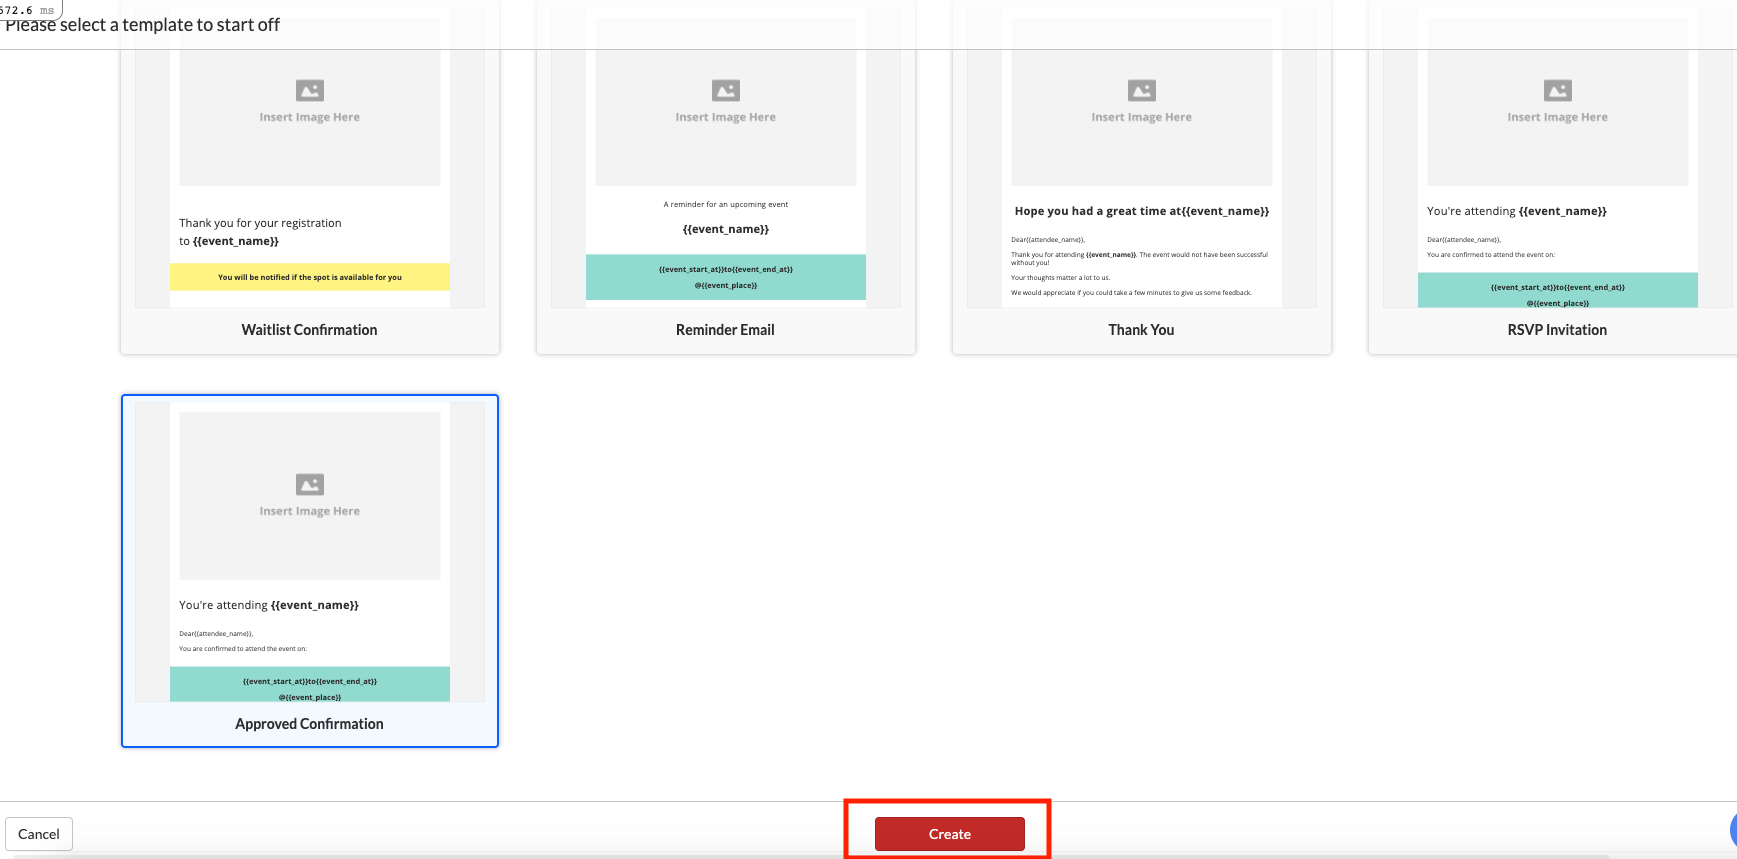 572.6 ms
Please select a template to start off
Insert Image Here
Thank you for your registration
to {{event_name}}
You will be notified if the spot is available for you
Waitlist Confirmation
Insert Image Here
A reminder for an upcoming event
{{event_name}}
{{event_start_at}}to{{event_end_at}}
@{{event_place}}
Reminder Email
Insert Image Here
Hope you had a great time at{{event_name}}
Dear{{attendee_name}},
Thank you for attending {{event_name}}. The event would not have been successful
without you!
Your thoughts matter a lot to us.
We would appreciate if you could take a few minutes to give us some feedback.
Thank You
Insert Image Here
You're attending {{event_name}}
Dear{{attendee_name}},
You are confirmed to attend the event on:
{{event_start_at}}to{{event_end_at}}
@{{event_place}}
RSVP Invitation
Insert Image Here
You're attending {{event_name}}
Dear{{attendee_name}},
You are confirmed to attend the event on:
{{event_start_at}}to{{event_end_at}}
@{{event_place}}
Approved Confirmation
Cancel
Create